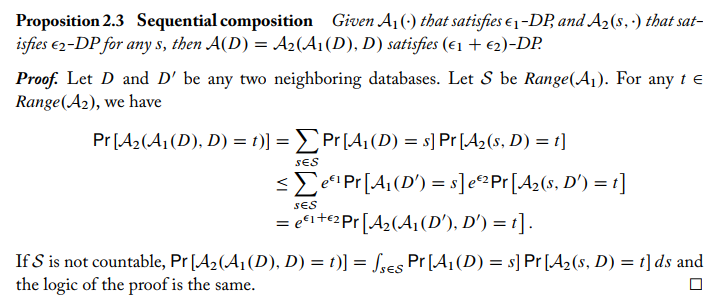 Proposition 2.3 Sequential composition Given A₁(·) that satisfies ϵ₁-DP, and A₂(s, ·) that sat-
isfies ϵ₂-DP for any s, then A(D) = A₂(A₁(D), D) satisfies (ϵ₁ + ϵ₂)-DP.
Proof. Let D and D′ be any two neighboring databases. Let S be Range(A₁). For any t ∈
Range(A₂), we have
Pr[A₂(A₁(D), D) = t)] = ∑_{s∈S} Pr[A₁(D) = s] Pr[A₂(s, D) = t]
≤ ∑_{s∈S} e^{ϵ₁} Pr[A₁(D′) = s] e^{ϵ₂} Pr[A₂(s, D′) = t]
= e^{ϵ₁+ϵ₂} Pr[A₂(A₁(D′), D′) = t].
If S is not countable, Pr[A₂(A₁(D), D) = t)] = ∫_{s∈S} Pr[A₁(D) = s] Pr[A₂(s, D) = t] ds and
the logic of the proof is the same. □